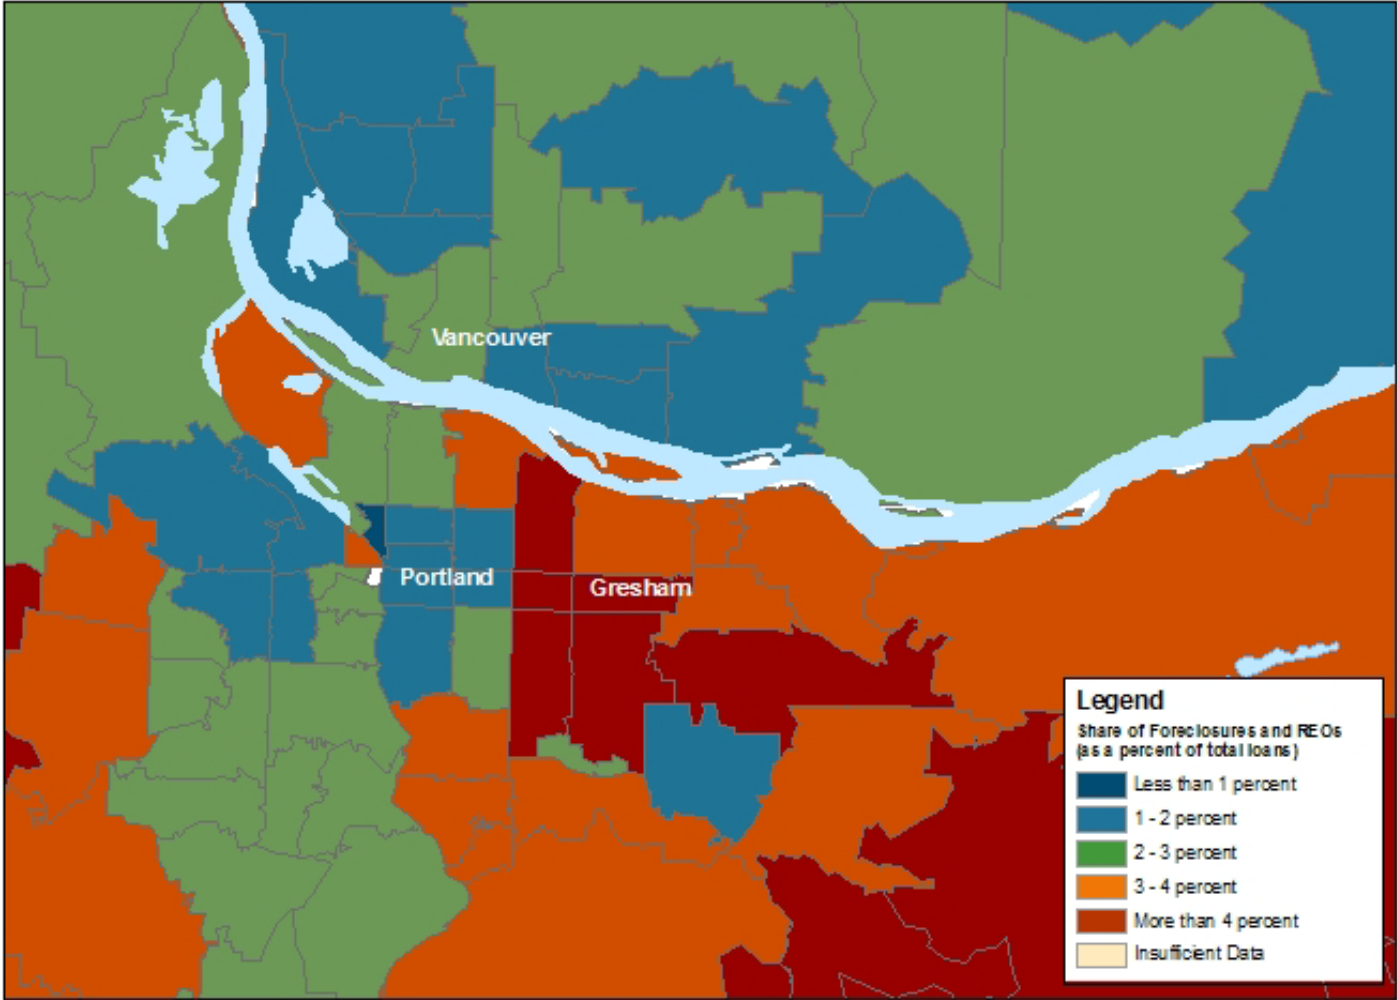 Vancouver
Portland
Gresham
Legend
Share of Foreclosures and REOs
(as a percent of total loans)
Less than 1 percent
1 - 2 percent
2 - 3 percent
3 - 4 percent
More than 4 percent
Insufficient Data